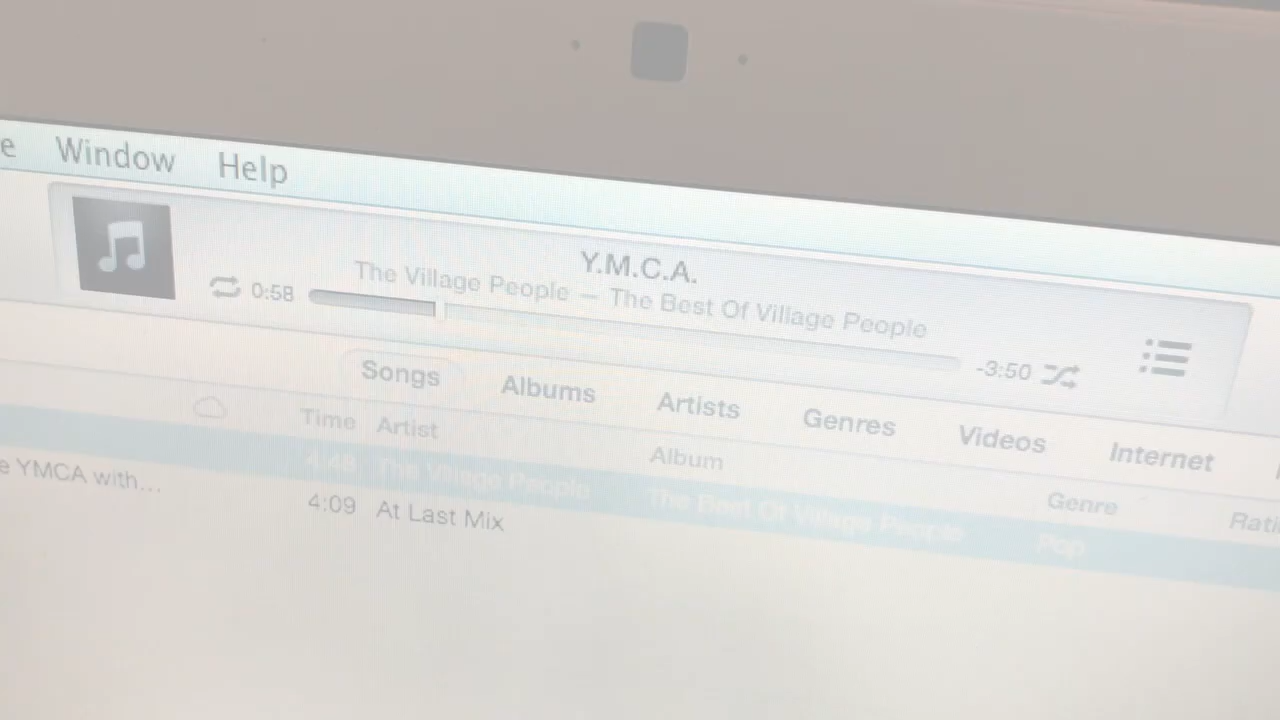 Window Help
Y.M.C.A.
The Village People — The Best Of Village People
0:58
-3:50
Songs Albums Artists Genres Videos Internet
Time Artist Album Genre
4:48 The Village People The Best Of Village People Pop
e YMCA with... 4:09 At Last Mix